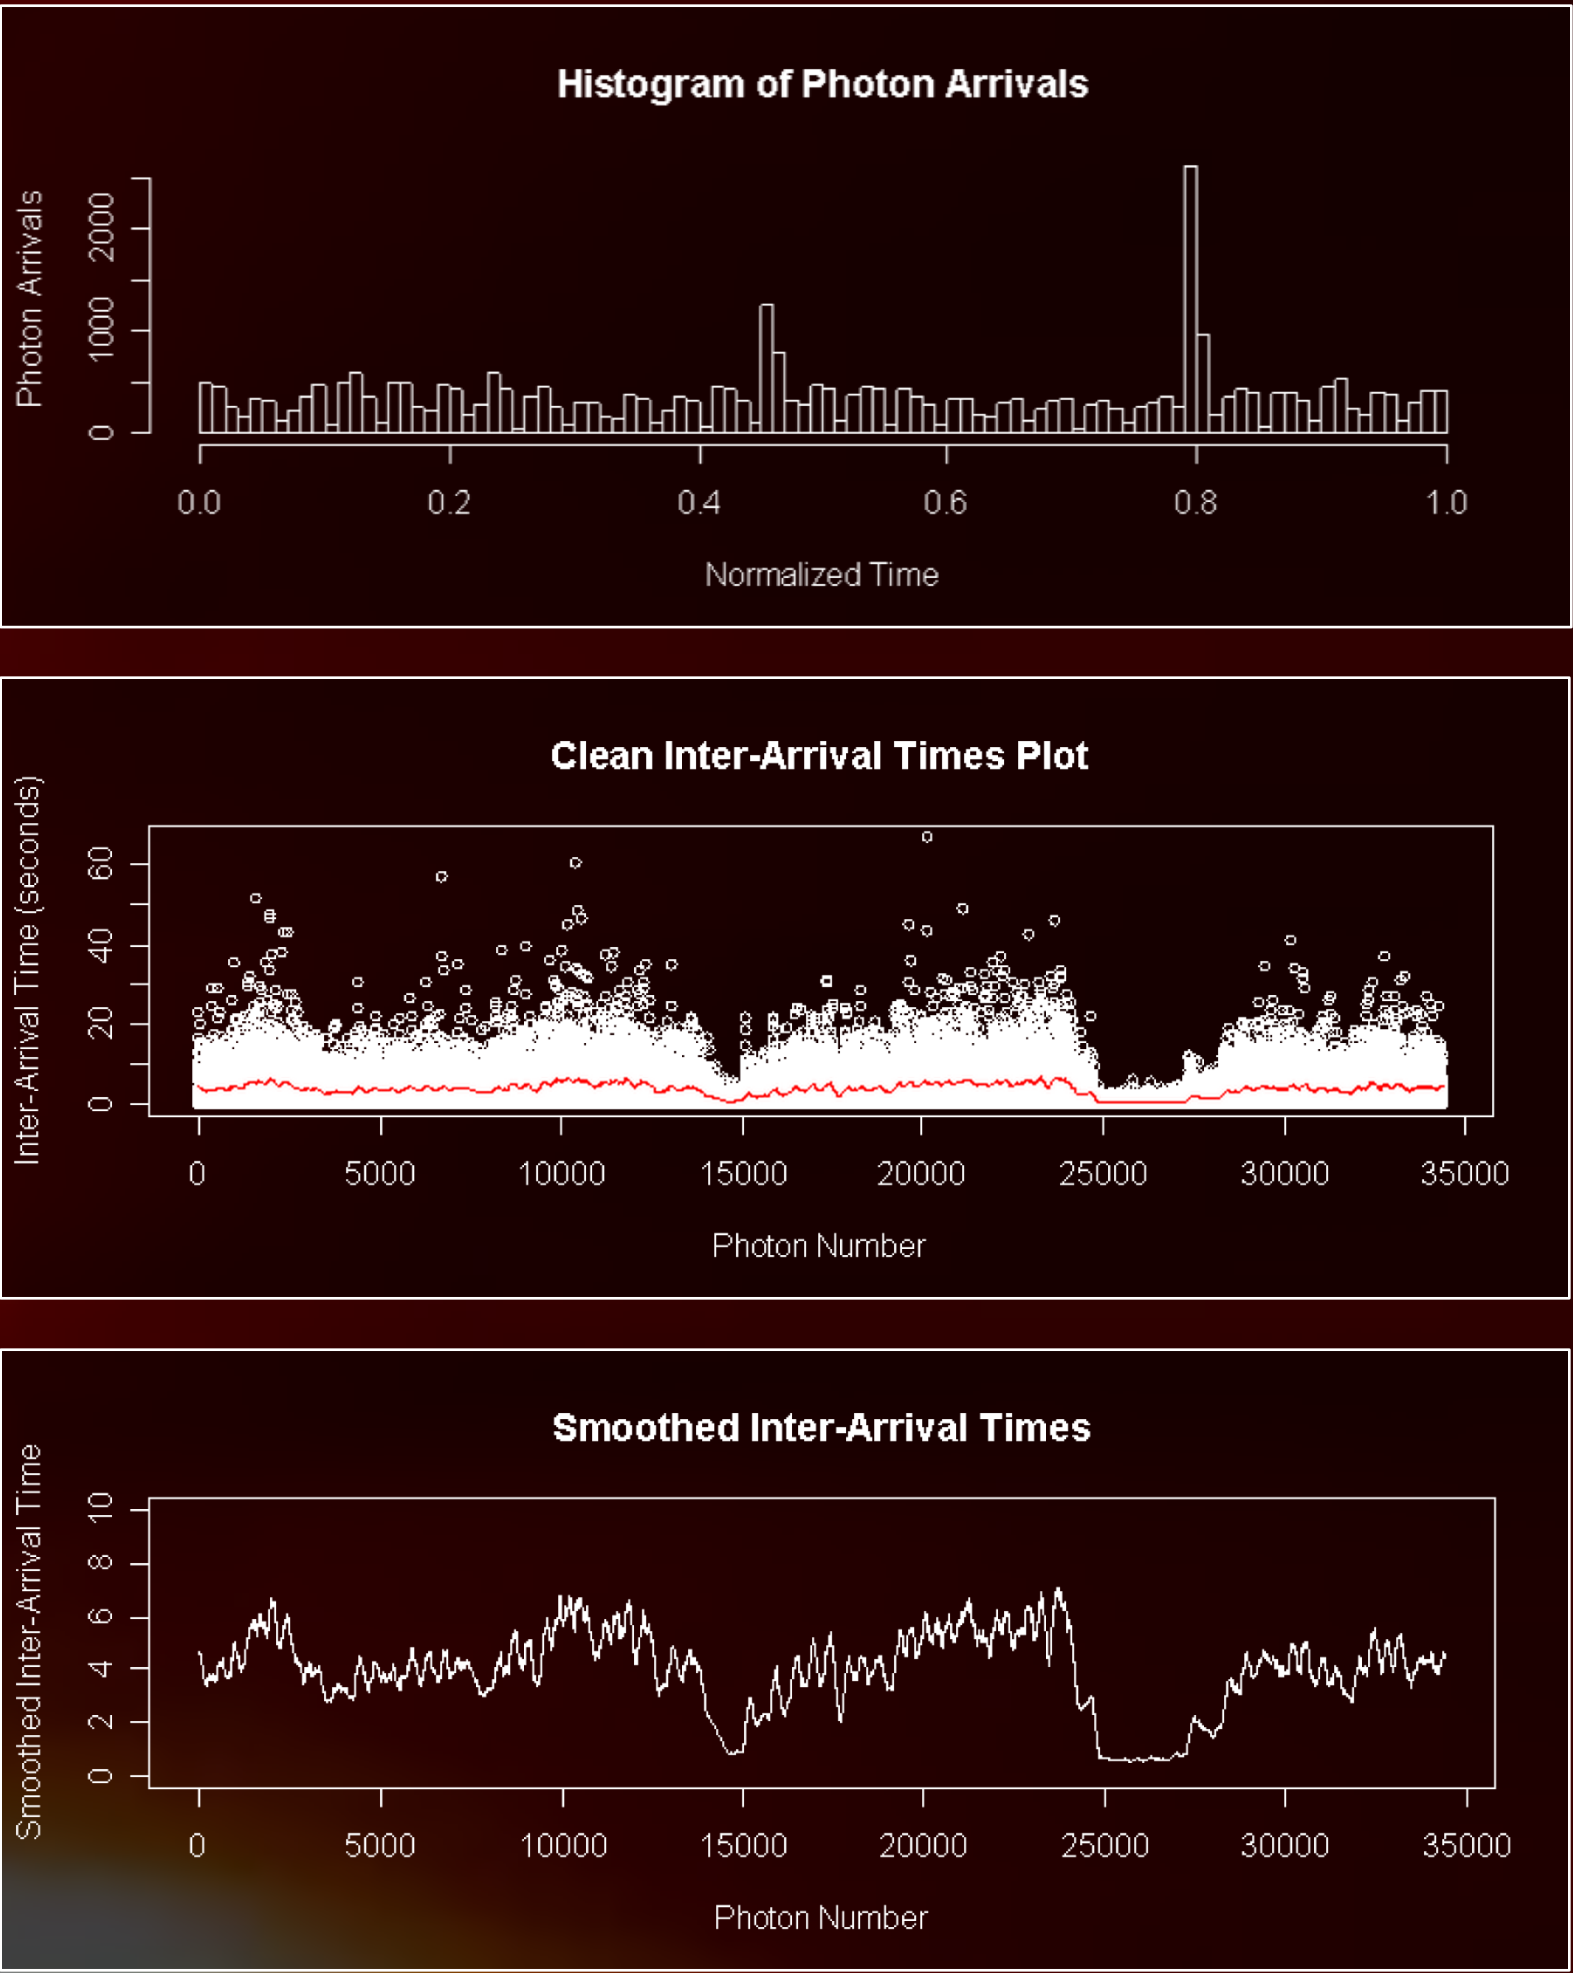 Histogram of Photon Arrivals
Photon Arrivals
2000
1000
0
0.0 0.2 0.4 0.6 0.8 1.0
Normalized Time
Clean Inter-Arrival Times Plot
Inter-Arrival Time (seconds)
60
40
20
0
0 5000 10000 15000 20000 25000 30000 35000
Photon Number
Smoothed Inter-Arrival Times
Smoothed Inter-Arrival Time
10
8
6
4
2
0
0 5000 10000 15000 20000 25000 30000 35000
Photon Number